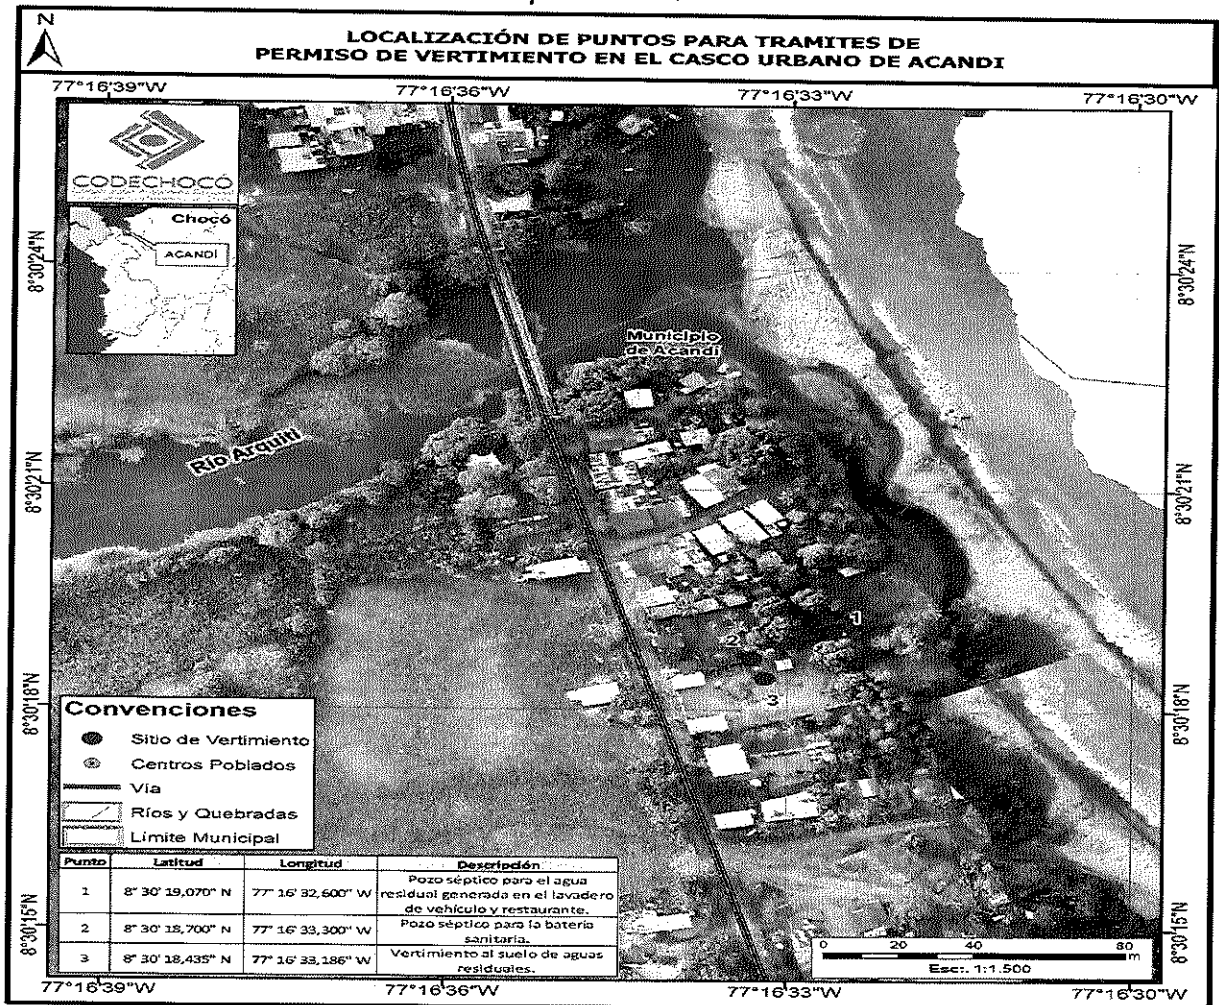 N
LOCALIZACIÓN DE PUNTOS PARA TRAMITES DE
PERMISO DE VERTIMIENTO EN EL CASCO URBANO DE ACANDI
77°16'39"W 77°16'36"W 77°16'33"W 77°16'30"W
CODECHOCÓ
Chocó
ACANDÍ
8°30'24"N 8°30'24"N
Municipio
de Acandí
Río Arquití
8°30'21"N 8°30'21"N
1
2
3
8°30'18"N 8°30'18"N
Convenciones
Sitio de Vertimiento
Centros Poblados
Vía
Ríos y Quebradas
Límite Municipal
Punto Latitud Longitud Descripción
1 8° 30' 19,070" N 77° 16' 32,600" W Pozo séptico para el agua
residual generada en el lavadero
de vehículo y restaurante.
2 8° 30' 18,700" N 77° 16' 33,300" W Pozo séptico para la batería
sanitaria.
3 8° 30' 18,435" N 77° 16' 33,186" W Vertimiento al suelo de aguas
residuales.
8°30'15"N 8°30'15"N
0 20 40 80
m
Esc:. 1:1.500
77°16'39"W 77°16'36"W 77°16'33"W 77°16'30"W